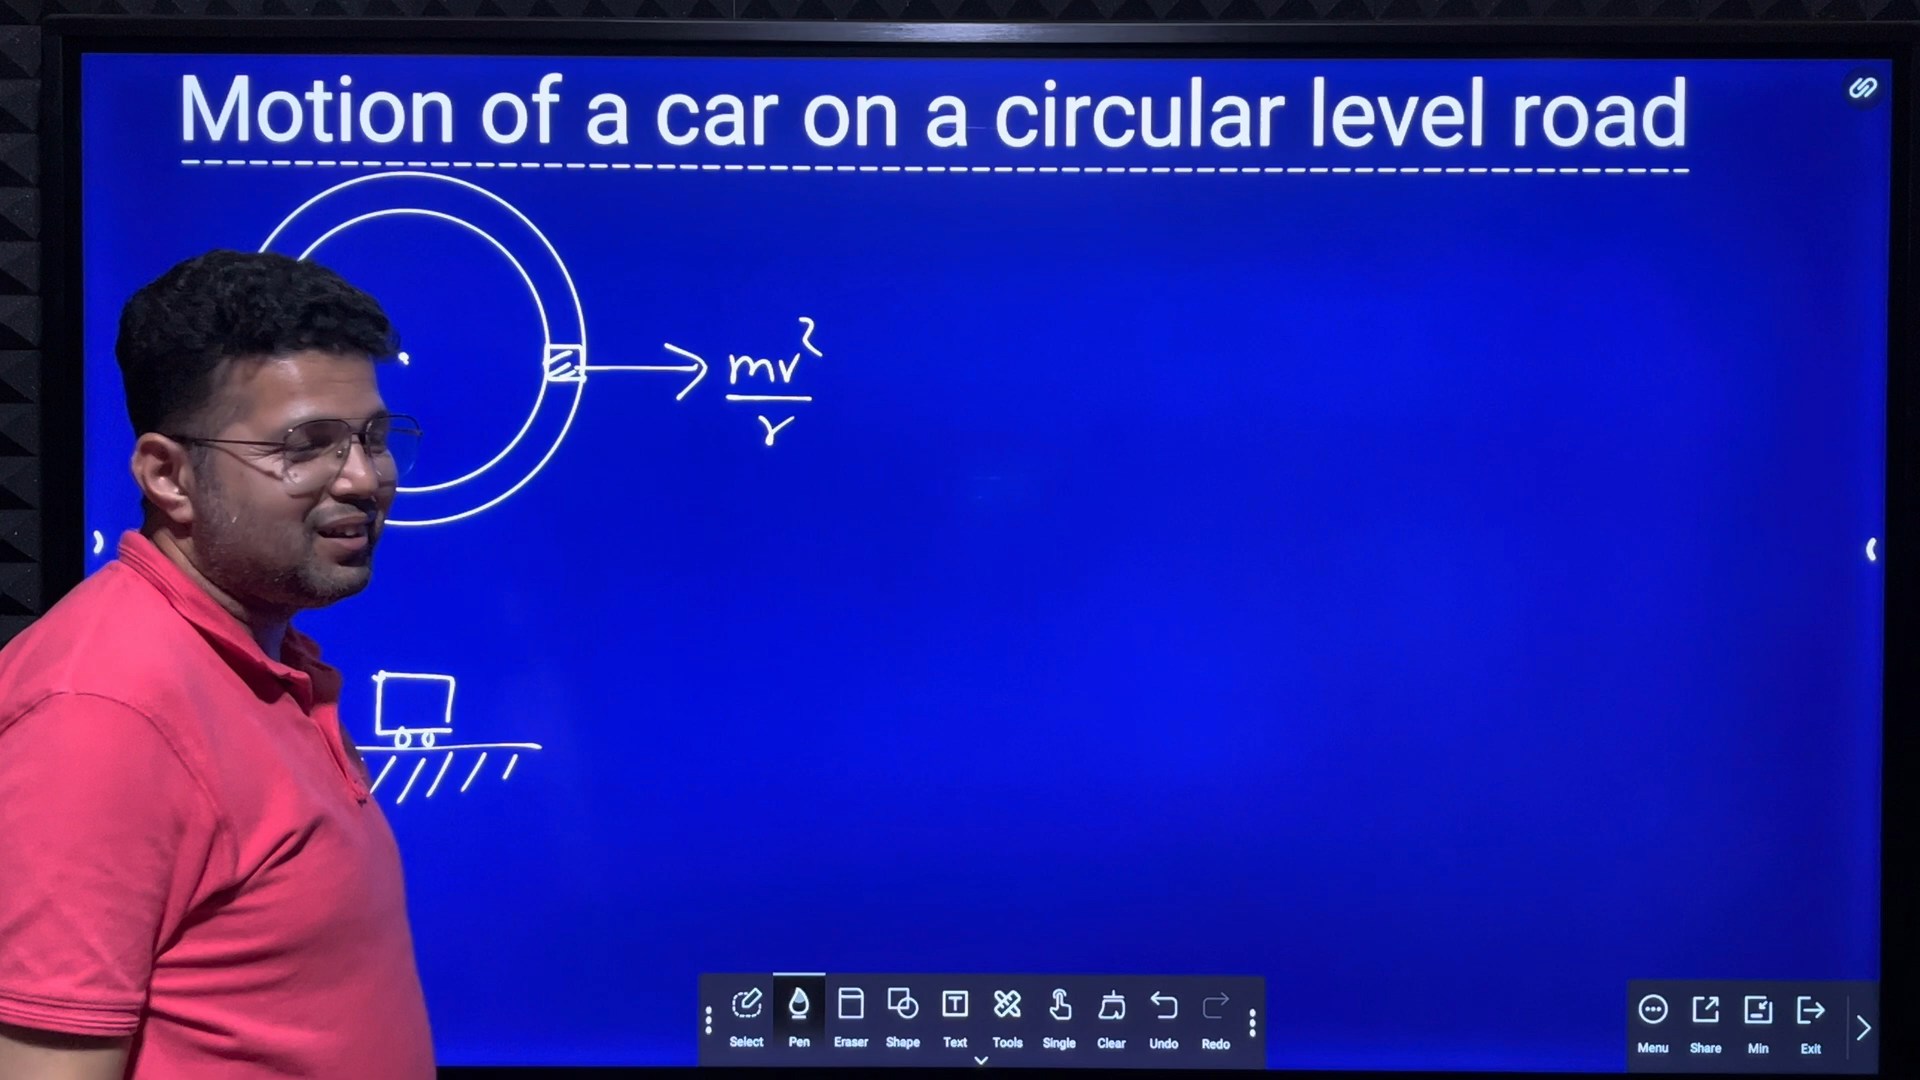 Motion of a car on a circular level road
mv²
r
Select Pen Eraser Shape Text Tools Single Clear Undo Redo
Menu Share Min Exit